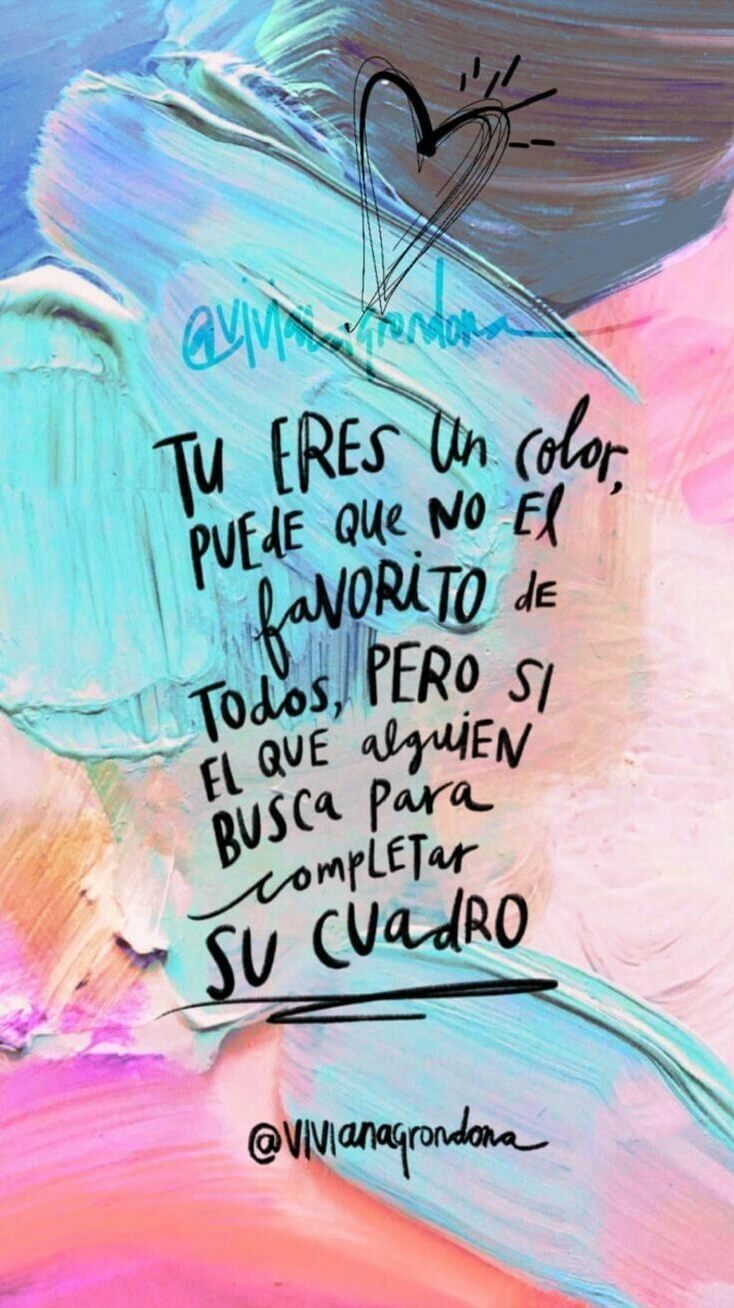 @vivianagrondona
TU ERES Un color,
PUEdE QUe NO El
faVORiTO dE
TOdos, PERO SI
EL QUE alguiEN
BUSCa para
compLETar
SU CUadRO
@VIVIanagrondona